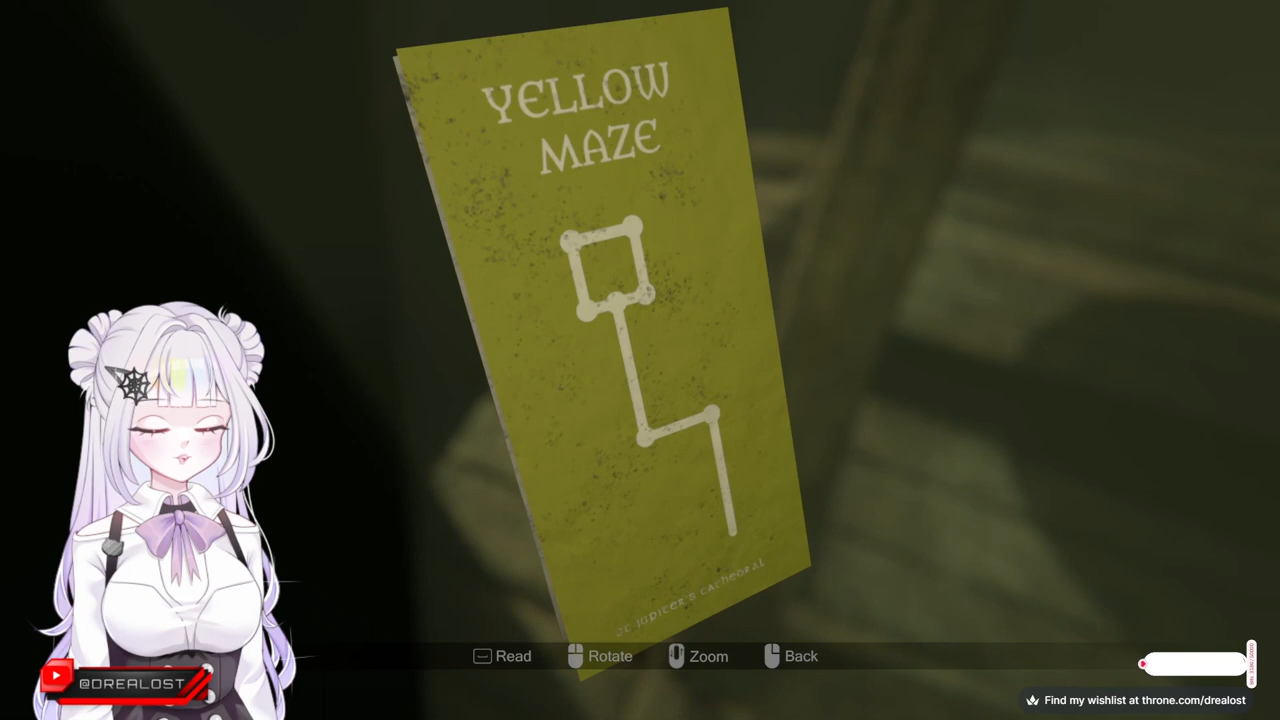 YELLOW
MAZE
St Jupiter's Cathedral
Read
Rotate
Zoom
Back
@DREALOST
Find my wishlist at throne.com/drealost